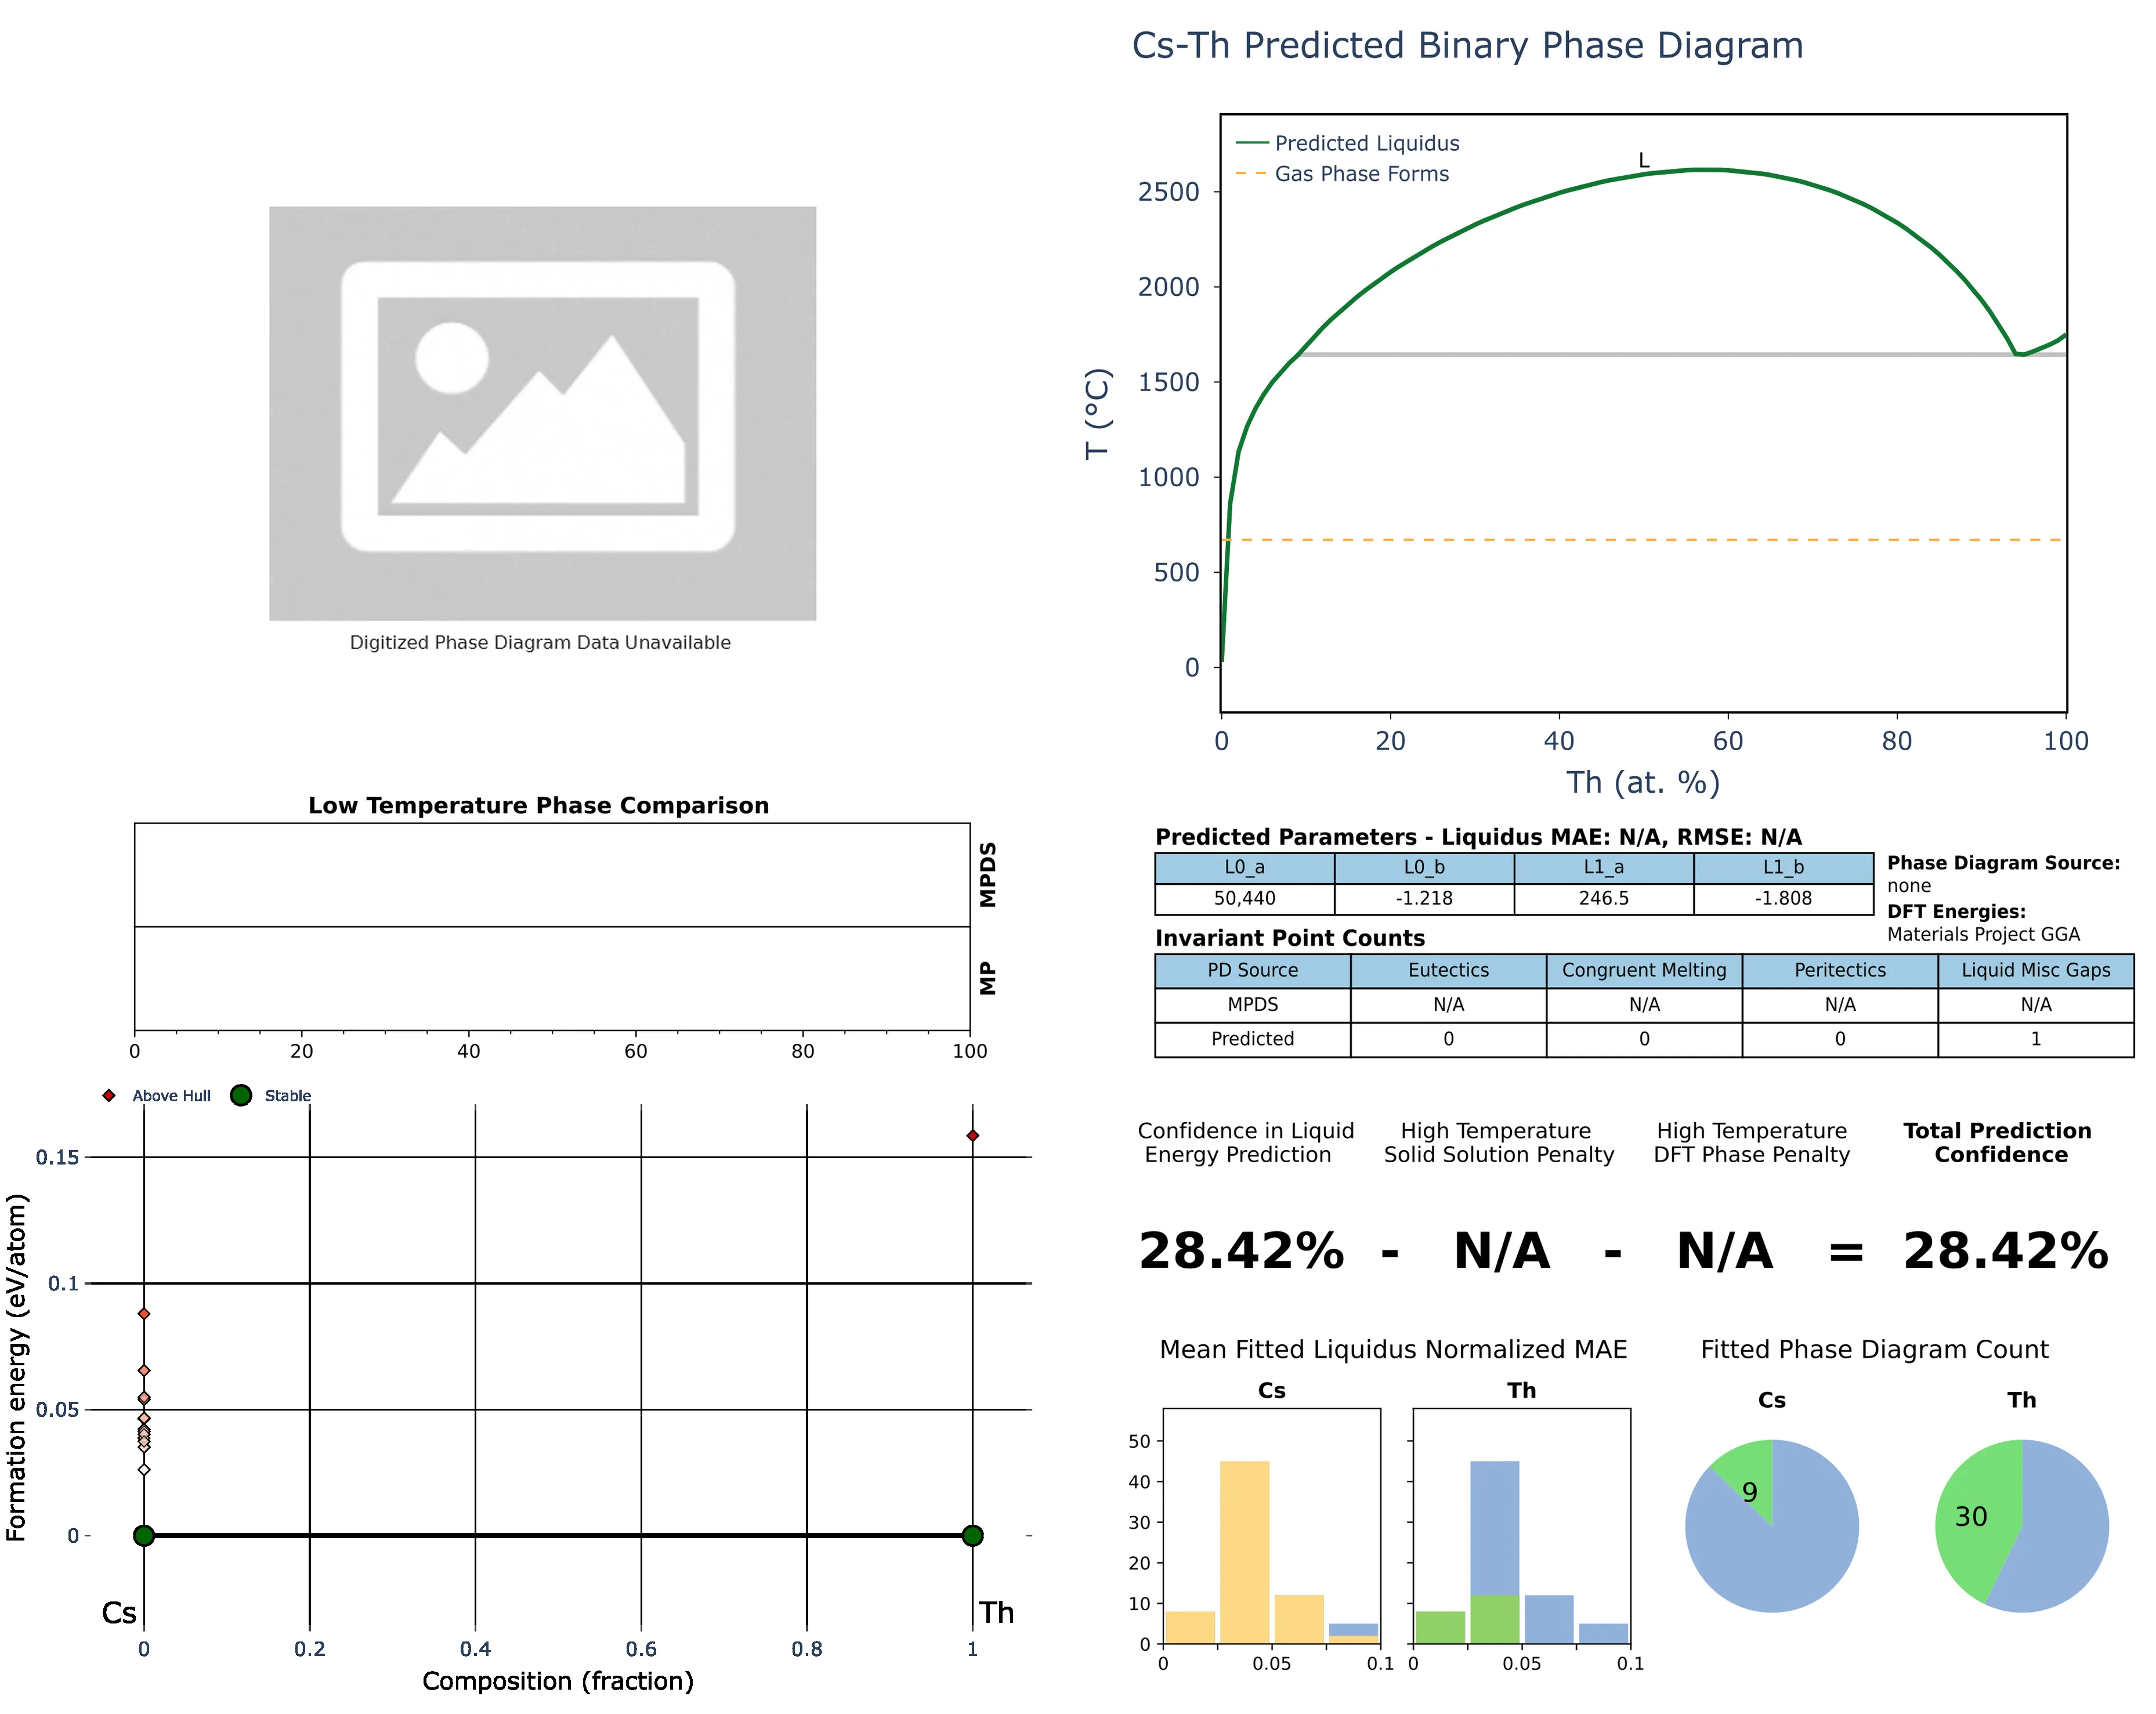 Cs-Th Predicted Binary Phase Diagram
Predicted Liquidus
Gas Phase Forms
L
2500
2000
1500
1000
500
0
T (°C)
0 20 40 60 80 100
Th (at. %)
Digitized Phase Diagram Data Unavailable
Low Temperature Phase Comparison
MPDS
MP
0 20 40 60 80 100
Predicted Parameters - Liquidus MAE: N/A, RMSE: N/A
L0_a L0_b L1_a L1_b
50,440 -1.218 246.5 -1.808
Phase Diagram Source:
none
DFT Energies:
Materials Project GGA
Invariant Point Counts
PD Source Eutectics Congruent Melting Peritectics Liquid Misc Gaps
MPDS N/A N/A N/A N/A
Predicted 0 0 0 1
Above Hull Stable
0.15
0.1
0.05
0
Formation energy (eV/atom)
Cs Th
0 0.2 0.4 0.6 0.8 1
Composition (fraction)
Confidence in Liquid
Energy Prediction
High Temperature
Solid Solution Penalty
High Temperature
DFT Phase Penalty
Total Prediction
Confidence
28.42% - N/A - N/A = 28.42%
Mean Fitted Liquidus Normalized MAE
Cs Th
50
40
30
20
10
0
0 0.05 0.1 0 0.05 0.1
Fitted Phase Diagram Count
Cs Th
9 30